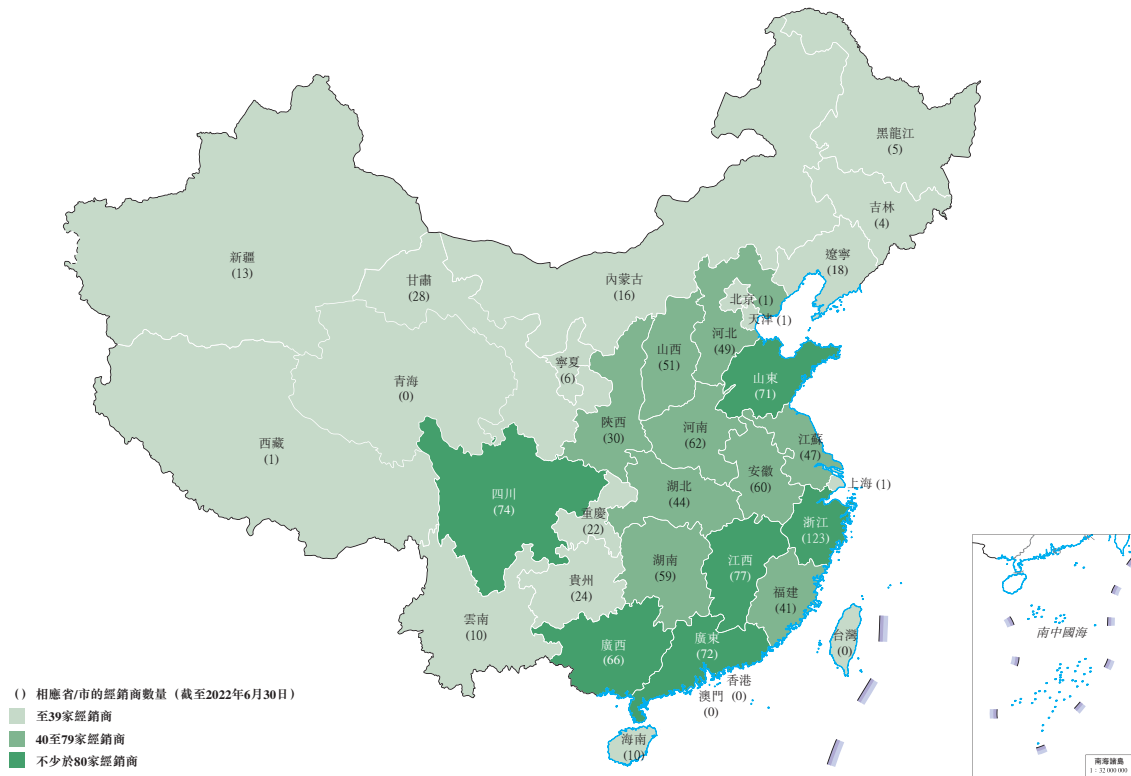 黑龍江
(5)
吉林
(4)
遼寧
(18)
新疆
(13)
甘肅
(28)
內蒙古
(16)
北京 (1)
天津 (1)
河北
(49)
山西
(51)
寧夏
(6)
山東
(71)
青海
(0)
陝西
(30)
河南
(62)
江蘇
(47)
西藏
(1)
安徽
(60)
四川
(74)
湖北
(44)
上海 (1)
重慶
(22)
浙江
(123)
湖南
(59)
江西
(77)
貴州
(24)
福建
(41)
雲南
(10)
廣西
(66)
廣東
(72)
台灣
(0)
香港
(0)
澳門
(0)
海南
(10)
南中國海
南海諸島
1：32 000 000
() 相應省/市的經銷商數量（截至2022年6月30日）
至39家經銷商
40至79家經銷商
不少於80家經銷商